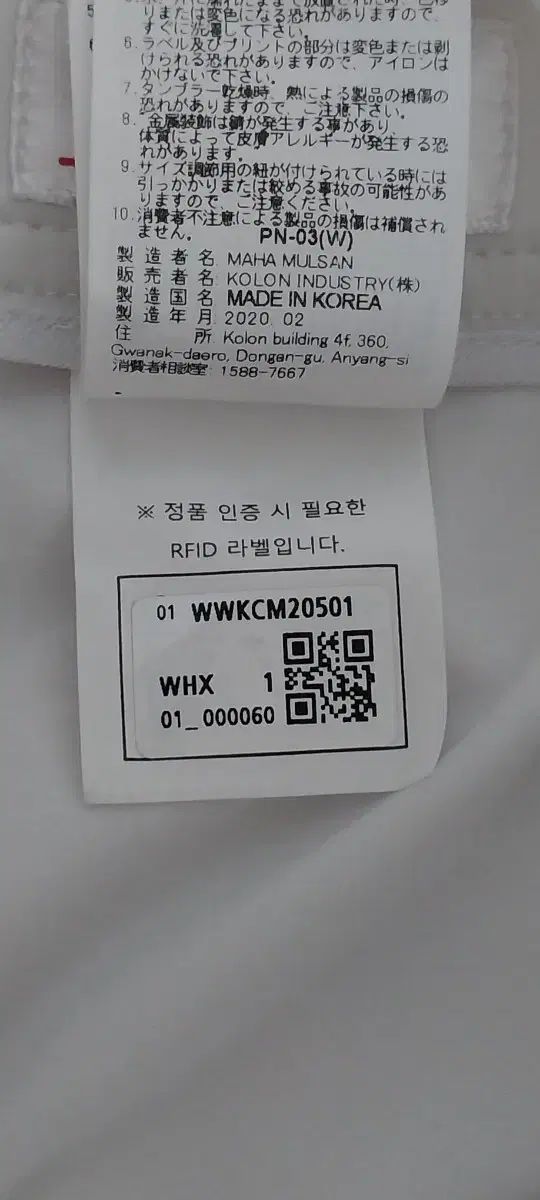 りまたは変色になる恐れがありますので、
すぐに洗濯して下さい。
6. ラベル及びプリントの部分は変色または剥
けられる恐れがありますので、アイロンは
かけないで下さい。
7. タンブラー乾燥時、熱による製品の損傷の
恐れがありますので、ご注意下さい。
8. 金属装飾は錆が発生する事があり、
体質によって皮膚アレルギーが発生する恐
れがあります。
9. サイズ調節用の紐が付けられている時には
引っかかりまたは絞める事故の可能性があ
りますので、ご注意ください。
10. 消費者不注意による製品の損傷は補償され
ません。
PN-03(W)
製造者名 MAHA MULSAN
販売者名 KOLON INDUSTRY(株)
製造国名 MADE IN KOREA
製造年月 2020. 02
住所 Kolon building 4f, 360,
Gwanak-daero, Dongan-gu, Anyang-si
消費者相談室: 1588-7667
※ 정품 인증 시 필요한
RFID 라벨입니다.
01 WWKCM20501
WHX 1
01_000060